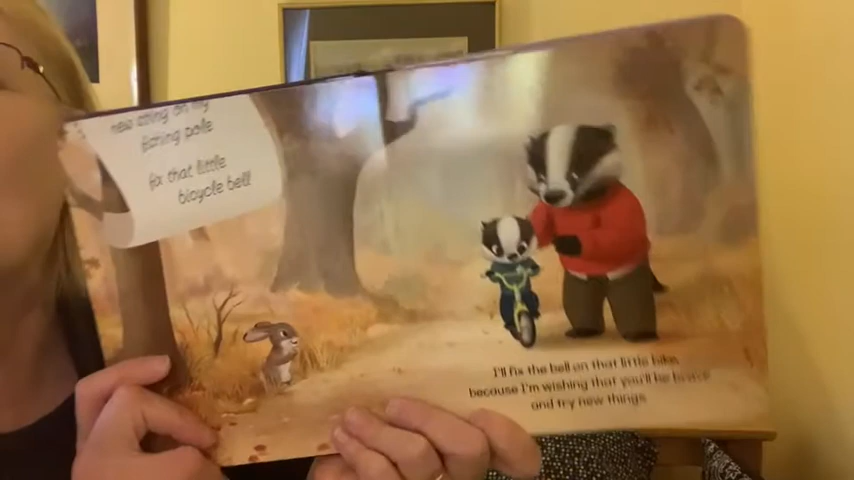 new string on my
fishing pole
fix that little
bicycle bell
I'll fix the bell on that little bike,
because I'm wishing that you'll be brave
and try new things.